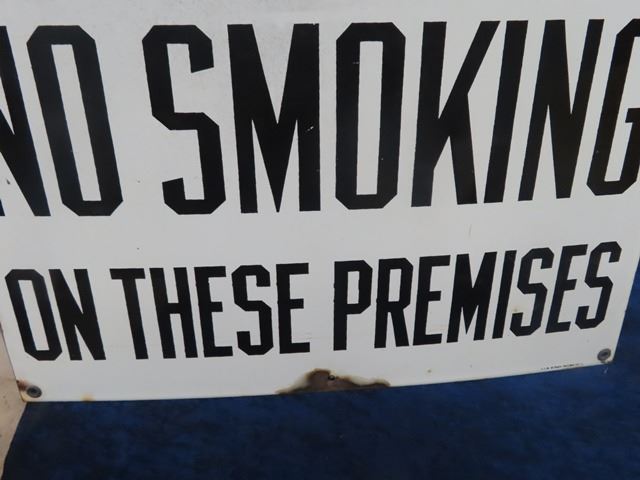 NO SMOKING
ON THESE PREMISES